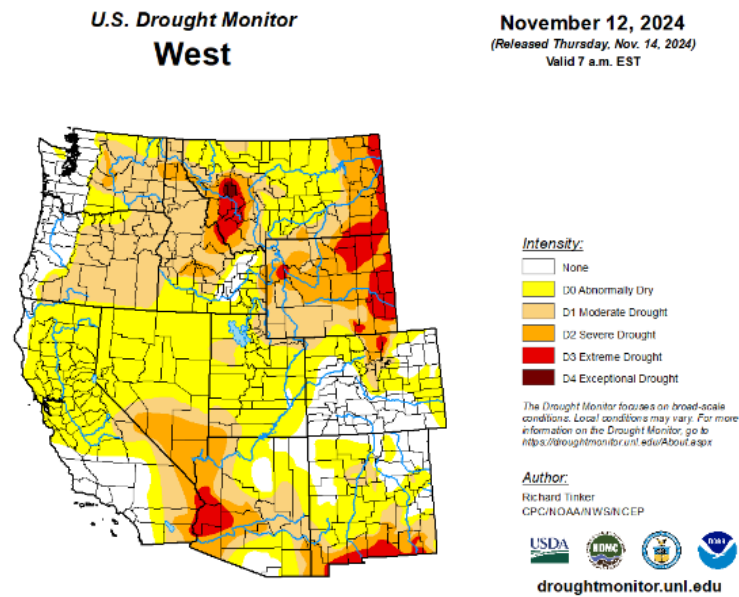 U.S. Drought Monitor
West
November 12, 2024
(Released Thursday, Nov. 14, 2024)
Valid 7 a.m. EST
Intensity:
None
D0 Abnormally Dry
D1 Moderate Drought
D2 Severe Drought
D3 Extreme Drought
D4 Exceptional Drought
The Drought Monitor focuses on broad-scale
conditions. Local conditions may vary. For more
information on the Drought Monitor, go to
https://droughtmonitor.unl.edu/About.aspx
Author:
Richard Tinker
CPC/NOAA/NWS/NCEP
USDA
NDMC
NOAA
droughtmonitor.unl.edu